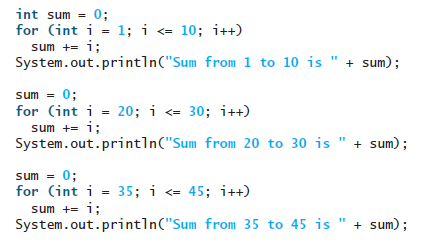 int sum = 0;
for (int i = 1; i <= 10; i++)
  sum += i;
System.out.println("Sum from 1 to 10 is " + sum);

sum = 0;
for (int i = 20; i <= 30; i++)
  sum += i;
System.out.println("Sum from 20 to 30 is " + sum);

sum = 0;
for (int i = 35; i <= 45; i++)
  sum += i;
System.out.println("Sum from 35 to 45 is " + sum);